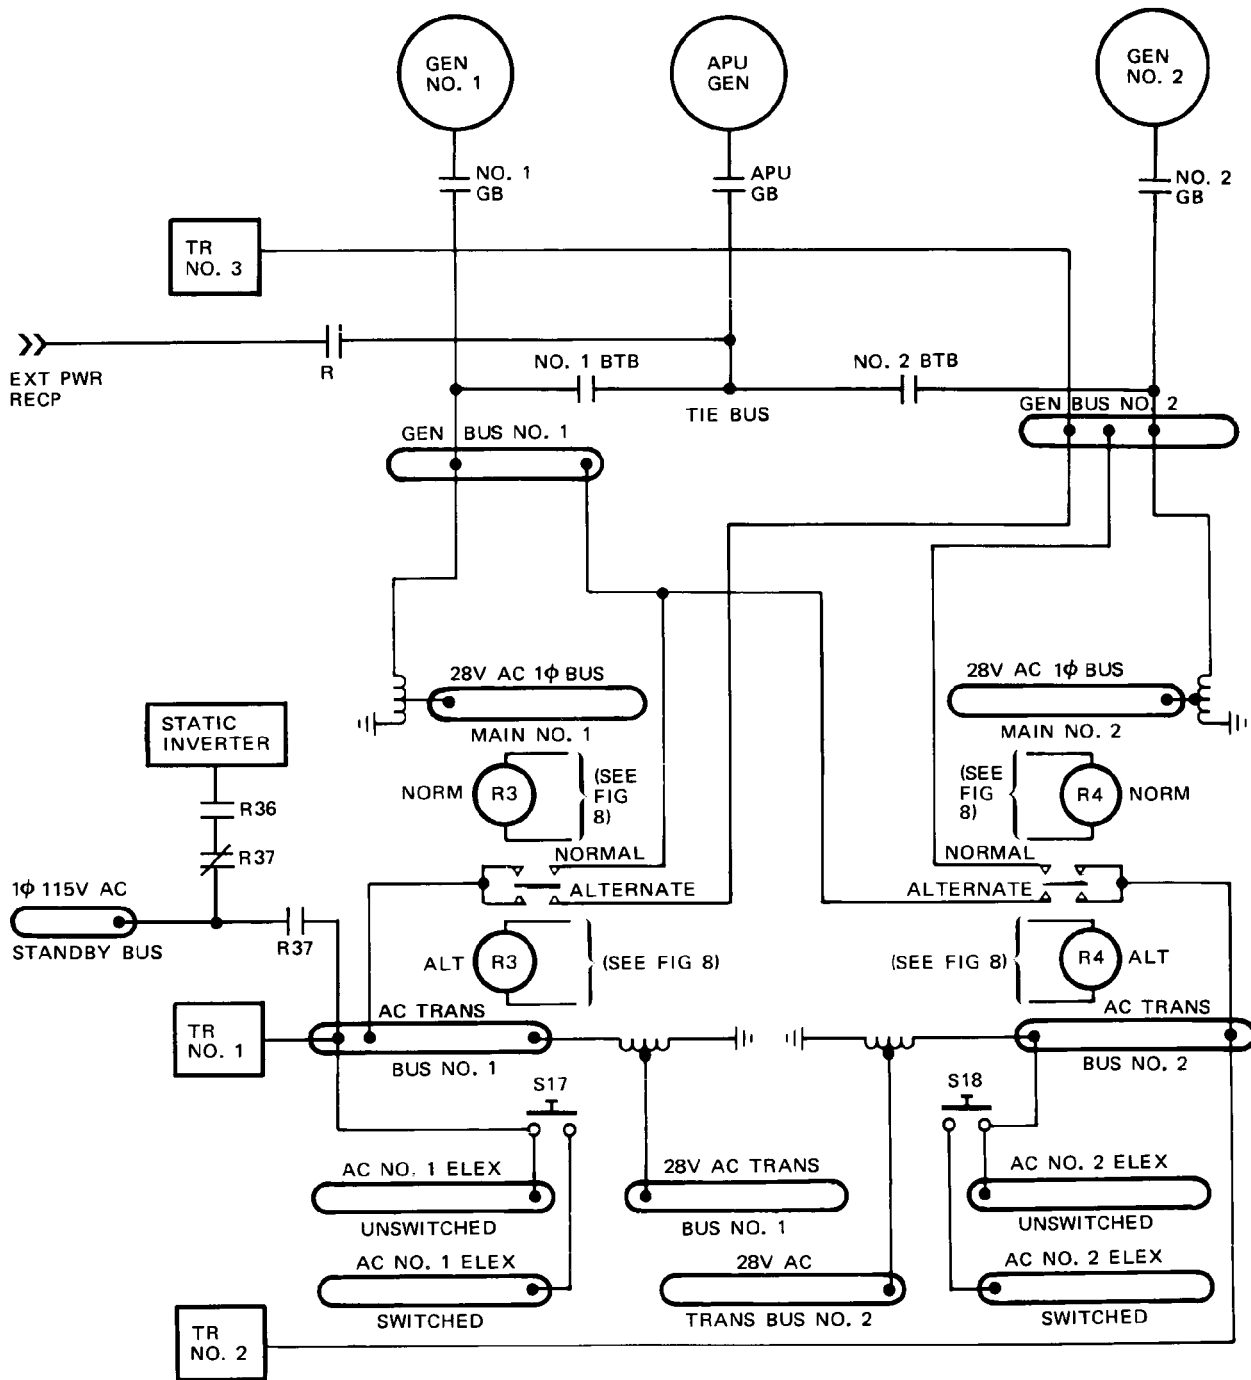 GEN
NO. 1
APU
GEN
GEN
NO. 2
NO. 1
GB
APU
GB
NO. 2
GB
TR
NO. 3
EXT PWR
RECP
R
NO. 1 BTB
NO. 2 BTB
TIE BUS
GEN BUS NO. 1
GEN BUS NO. 2
28V AC 1ϕ BUS
MAIN NO. 1
28V AC 1ϕ BUS
MAIN NO. 2
STATIC
INVERTER
R36
R37
NORM
R3
(SEE
FIG
8)
(SEE
FIG
8)
R4
NORM
NORMAL
ALTERNATE
NORMAL
ALTERNATE
1ϕ 115V AC
STANDBY BUS
R37
ALT
R3
(SEE FIG 8)
(SEE FIG 8)
R4
ALT
TR
NO. 1
AC TRANS
BUS NO. 1
AC TRANS
BUS NO. 2
S17
S18
AC NO. 1 ELEX
UNSWITCHED
28V AC TRANS
BUS NO. 1
AC NO. 2 ELEX
UNSWITCHED
AC NO. 1 ELEX
SWITCHED
28V AC
TRANS BUS NO. 2
AC NO. 2 ELEX
SWITCHED
TR
NO. 2